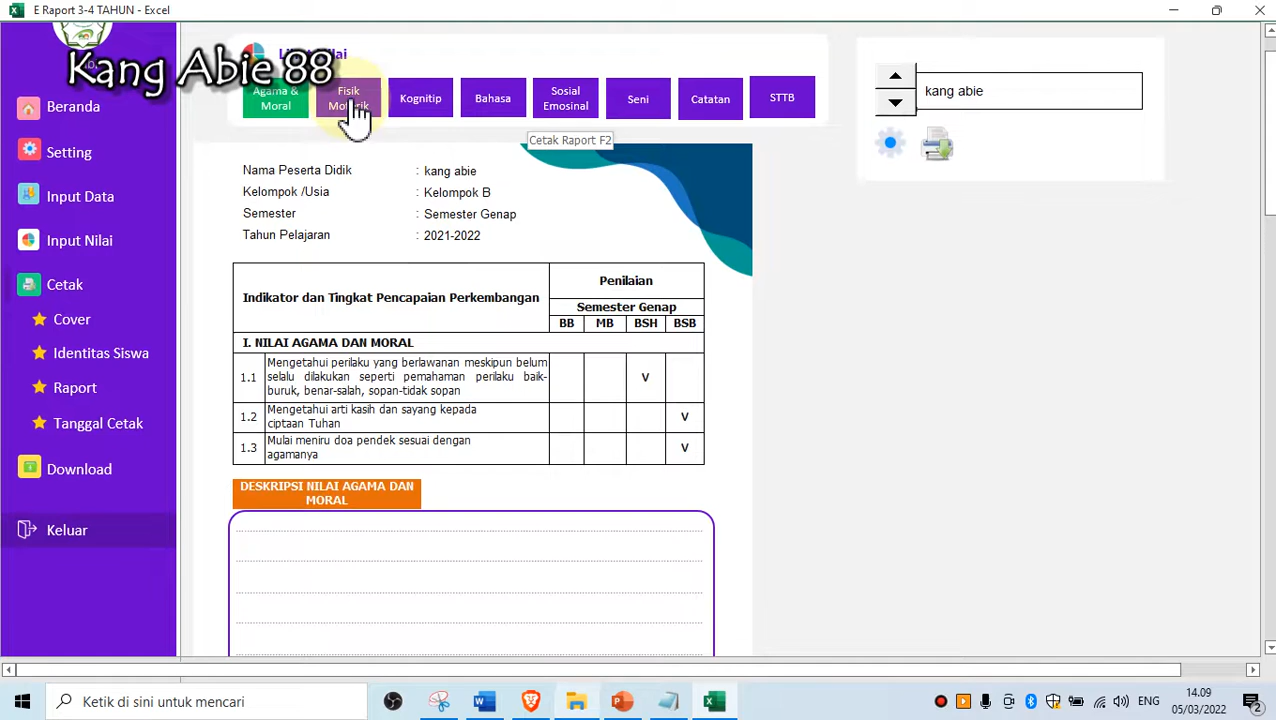 E Raport 3-4 TAHUN - Excel
Kang Abie 88
Agama &
Moral
Fisik
Kognitip
Bahasa
Sosial
Emosinal
Seni
Catatan
STTB
Cetak Raport F2
kang abie
Beranda
Setting
Input Data
Input Nilai
Cetak
Cover
Identitas Siswa
Raport
Tanggal Cetak
Download
Keluar
Nama Peserta Didik : kang abie
Kelompok /Usia : Kelompok B
Semester : Semester Genap
Tahun Pelajaran : 2021-2022
Indikator dan Tingkat Pencapaian Perkembangan
Penilaian
Semester Genap
BB MB BSH BSB
I. NILAI AGAMA DAN MORAL
1.1 Mengetahui perilaku yang berlawanan meskipun belum
selalu dilakukan seperti pemahaman perilaku baik-
buruk, benar-salah, sopan-tidak sopan
V
1.2 Mengetahui arti kasih dan sayang kepada
ciptaan Tuhan
V
1.3 Mulai meniru doa pendek sesuai dengan
agamanya
V
DESKRIPSI NILAI AGAMA DAN
MORAL
Ketik di sini untuk mencari
ENG
14.09
05/03/2022
2